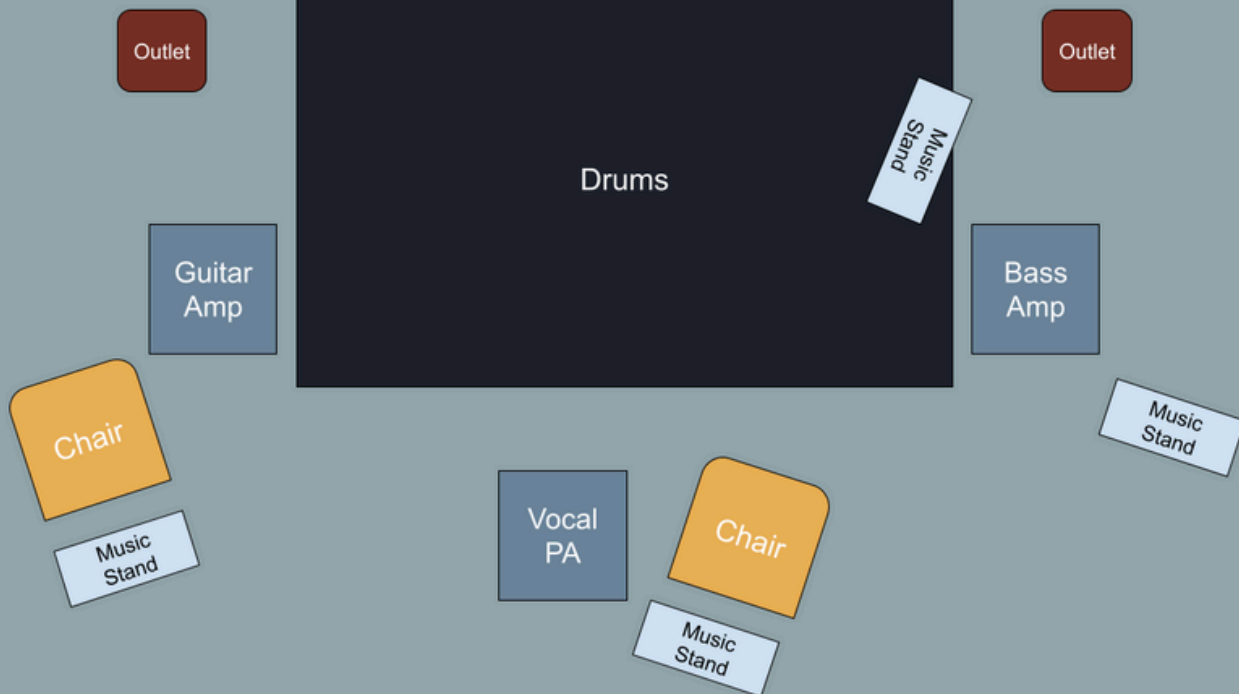 Outlet
Outlet
Music
Stand
Drums
Guitar
Amp
Bass
Amp
Music
Stand
Chair
Vocal
PA
Chair
Music
Stand
Music
Stand